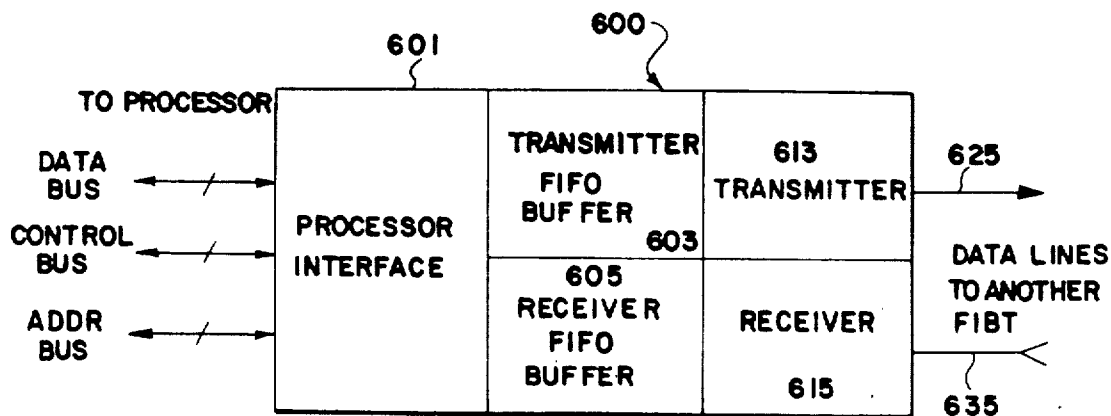 600
601
TO PROCESSOR
DATA
BUS
CONTROL
BUS
ADDR
BUS
PROCESSOR
INTERFACE
TRANSMITTER
FIFO
BUFFER
603
605
RECEIVER
FIFO
BUFFER
613
TRANSMITTER
RECEIVER
615
625
DATA LINES
TO ANOTHER
FIBT
635